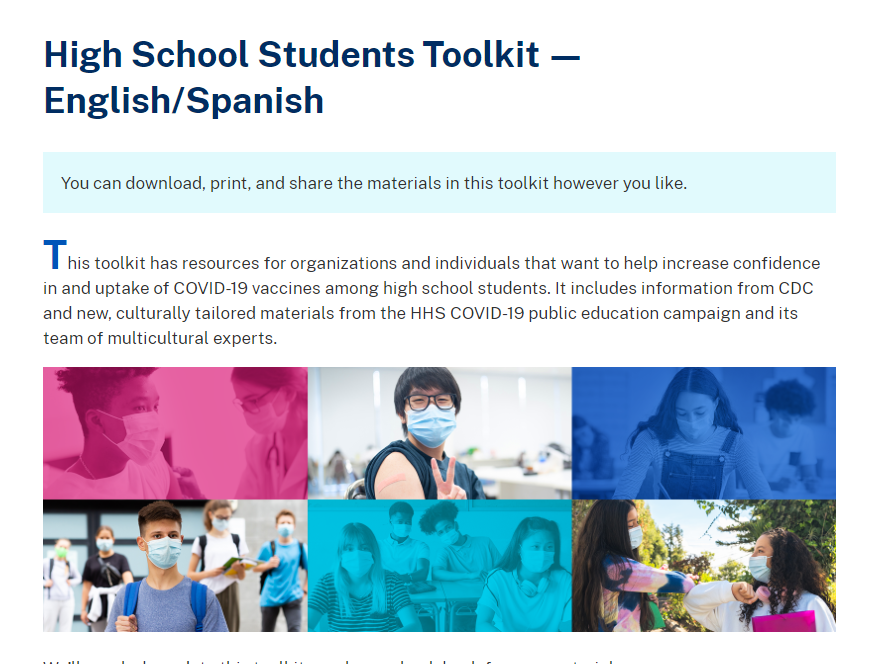 High School Students Toolkit —
English/Spanish
You can download, print, and share the materials in this toolkit however you like.
This toolkit has resources for organizations and individuals that want to help increase confidence
in and uptake of COVID-19 vaccines among high school students. It includes information from CDC
and new, culturally tailored materials from the HHS COVID-19 public education campaign and its
team of multicultural experts.